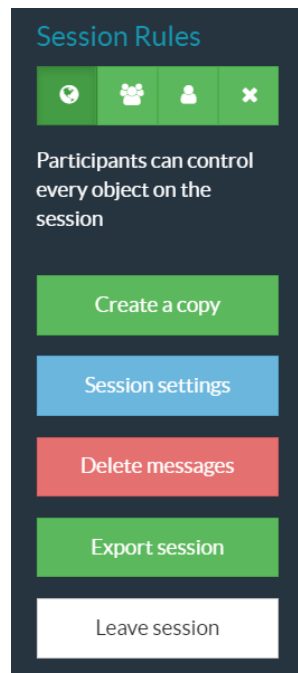 Session Rules
Participants can control
every object on the
session
Create a copy
Session settings
Delete messages
Export session
Leave session